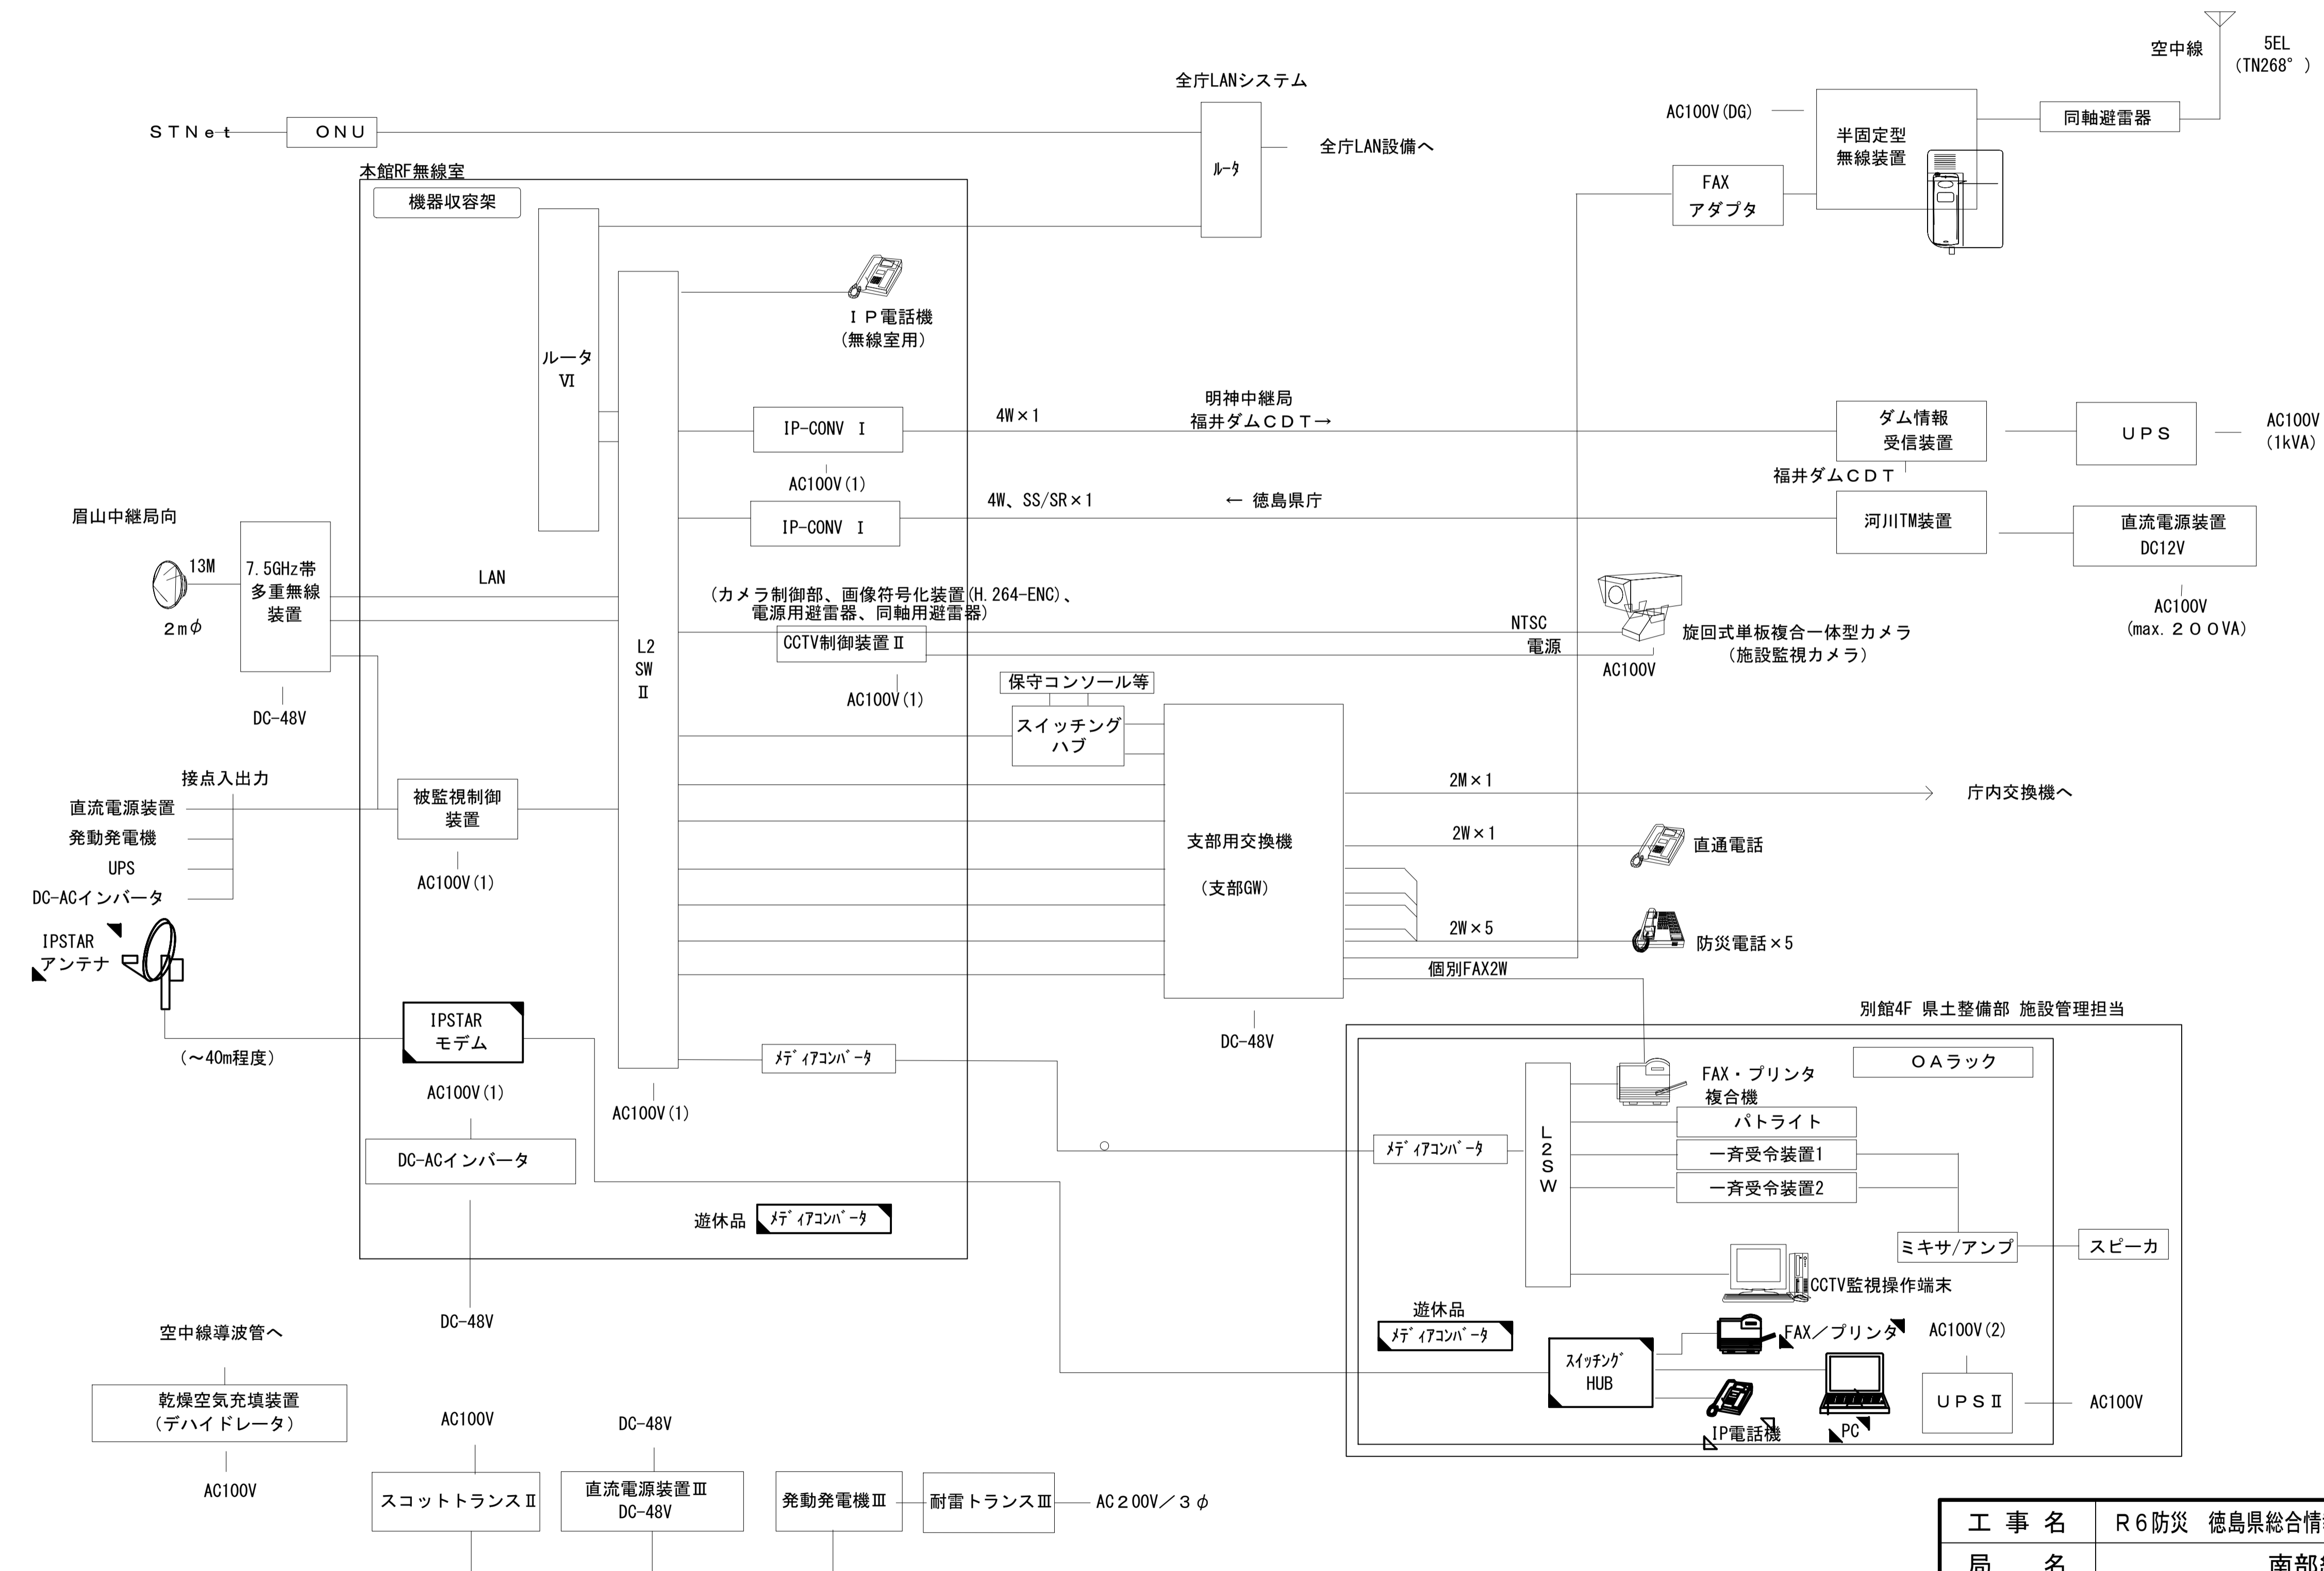 空中線
5EL
(TN268°)
全庁LANシステム
AC100V(DG)
半固定型
無線装置
同軸避雷器
STNet
ONU
ルータ
全庁LAN設備へ
FAX
アダプタ
本館RF無線室
機器収容架
IP電話機
(無線室用)
ルータ
Ⅵ
明神中継局
4W×1
福井ダムCDT→
IP-CONV Ⅰ
AC100V(1)
ダム情報
受信装置
UPS
AC100V
(1kVA)
福井ダムCDT
4W、SS/SR×1
← 徳島県庁
IP-CONV Ⅰ
河川TM装置
直流電源装置
DC12V
AC100V
(max.200VA)
眉山中継局向
13M
2mφ
7.5GHz帯
多重無線
装置
DC-48V
LAN
(カメラ制御部、画像符号化装置(H.264-ENC)、
電源用避雷器、同軸用避雷器)
CCTV制御装置Ⅱ
AC100V(1)
NTSC
電源
AC100V
旋回式単板複合一体型カメラ
(施設監視カメラ)
L2
SW
Ⅱ
保守コンソール等
スイッチング
ハブ
接点入出力
直流電源装置
発動発電機
UPS
DC-ACインバータ
被監視制御
装置
AC100V(1)
2M×1
庁内交換機へ
支部用交換機
(支部GW)
2W×1
直通電話
2W×5
防災電話×5
個別FAX2W
DC-48V
IPSTAR
アンテナ
(～40m程度)
IPSTAR
モデム
AC100V(1)
DC-ACインバータ
DC-48V
AC100V(1)
メディアコンバータ
遊休品
メディアコンバータ
別館4F 県土整備部 施設管理担当
OAラック
FAX・プリンタ
複合機
パトライト
一斉受令装置1
一斉受令装置2
メディアコンバータ
L2SW
ミキサ/アンプ
スピーカ
CCTV監視操作端末
遊休品
メディアコンバータ
スイッチング
HUB
FAX／プリンタ
AC100V(2)
IP電話機
PC
UPSⅡ
AC100V
空中線導波管へ
乾燥空気充填装置
(デハイドレータ)
AC100V
AC100V
スコットトランスⅡ
DC-48V
直流電源装置Ⅲ
DC-48V
発動発電機Ⅲ
耐雷トランスⅢ
AC200V／3φ
工事名
R6防災 徳島県総合情
局名
南部